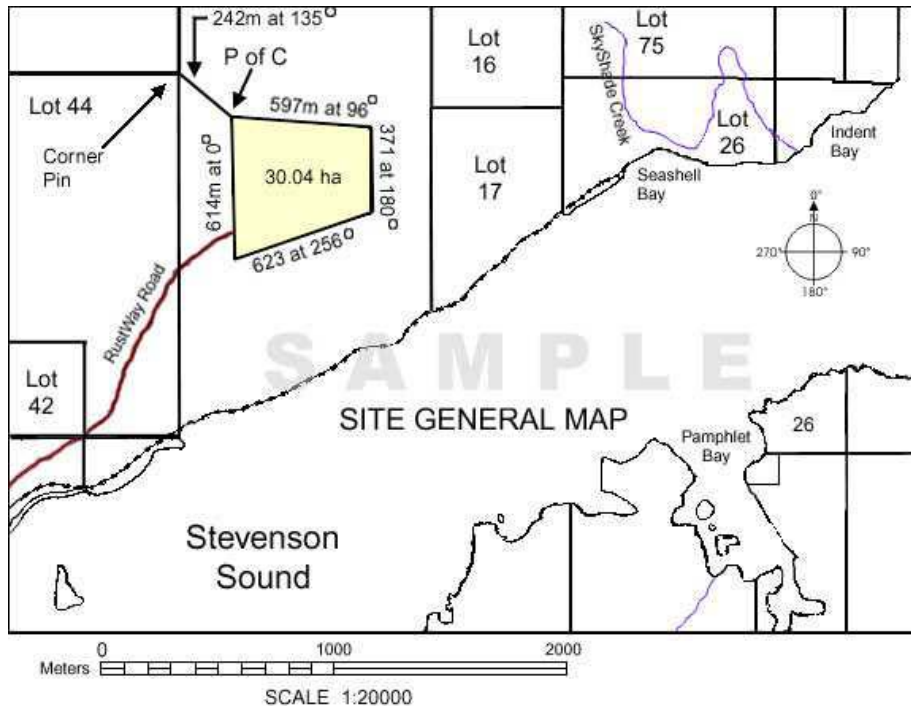 242m at 135°
P of C
Lot
75
Lot
16
SkyShade Creek
Lot 44
597m at 96°
Corner
Pin
614m at 0°
30.04 ha
371 at 180°
Lot
26
Indent
Bay
Lot
17
Seashell
Bay
623 at 256°
0°
N
270°
90°
180°
RustWay Road
SAMPLE
Lot
42
SITE GENERAL MAP
Pamphlet
Bay
26
Stevenson
Sound
0 1000 2000
Meters
SCALE 1:20000